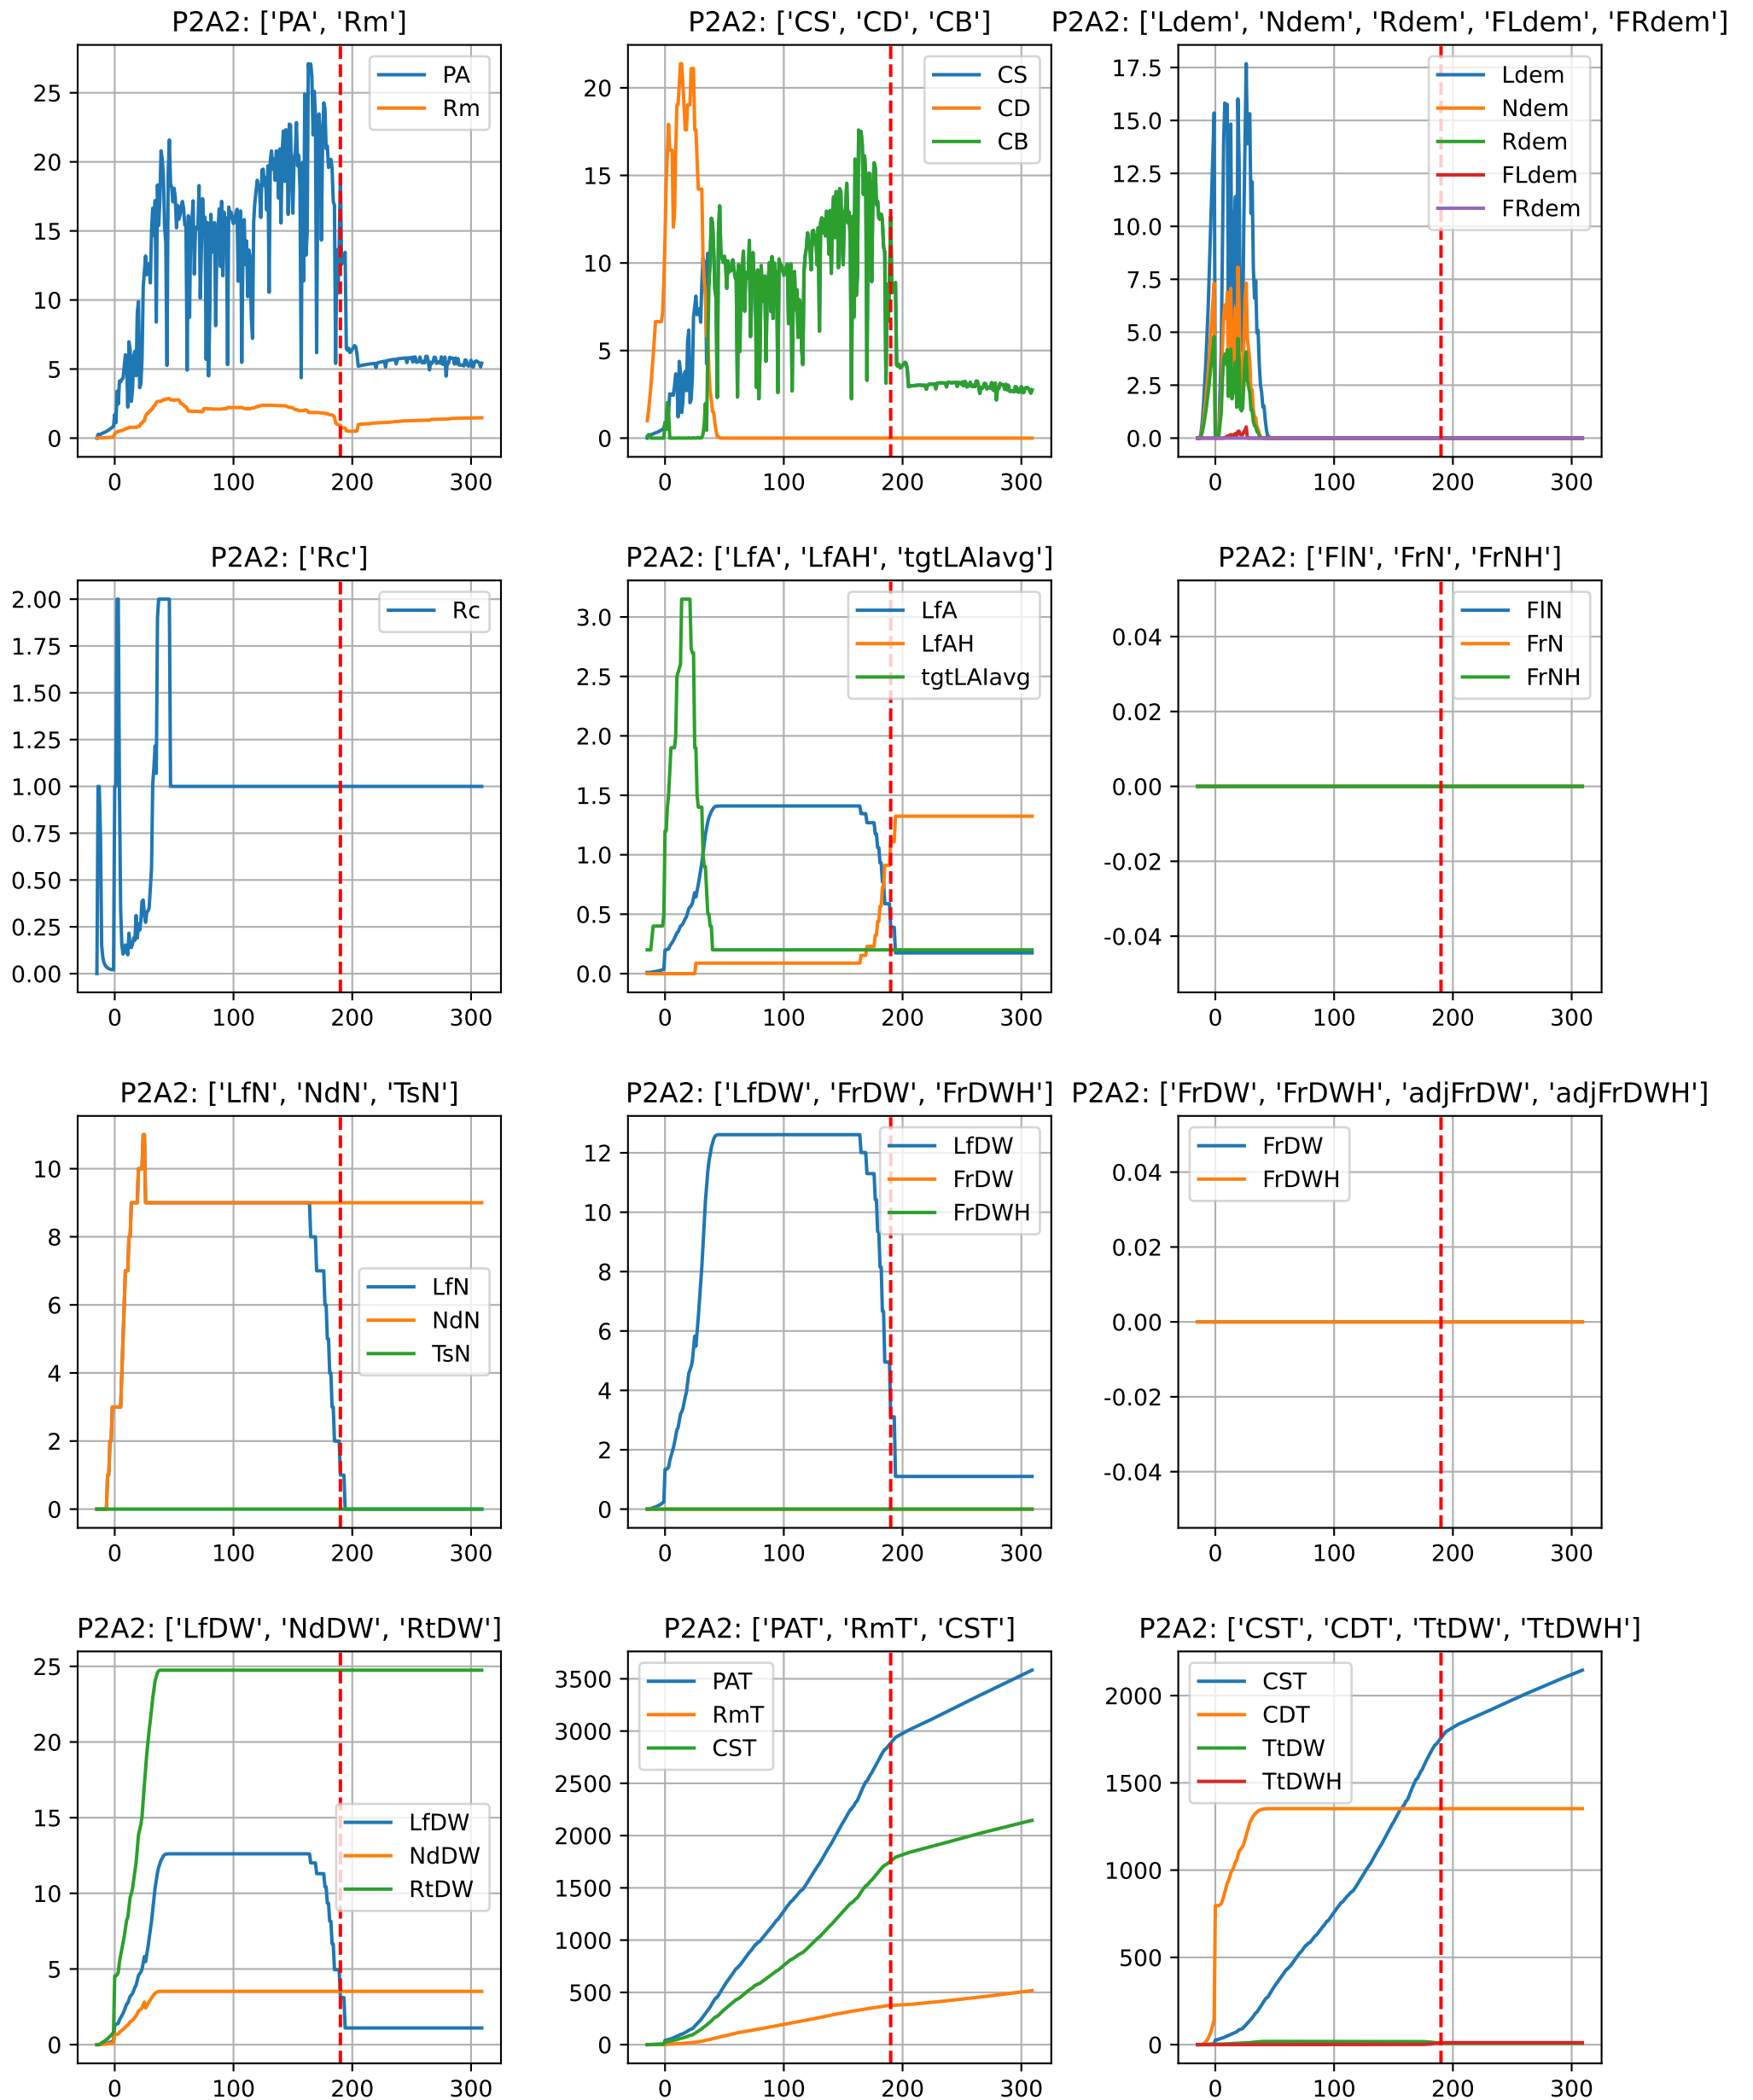 P2A2: ['PA', 'Rm']
PA
Rm
25
20
15
10
5
0
0 100 200 300
P2A2: ['CS', 'CD', 'CB']
CS
CD
CB
20
15
10
5
0
0 100 200 300
P2A2: ['Ldem', 'Ndem', 'Rdem', 'FLdem', 'FRdem']
Ldem
Ndem
Rdem
FLdem
FRdem
17.5
15.0
12.5
10.0
7.5
5.0
2.5
0.0
0 100 200 300
P2A2: ['Rc']
Rc
2.00
1.75
1.50
1.25
1.00
0.75
0.50
0.25
0.00
0 100 200 300
P2A2: ['LfA', 'LfAH', 'tgtLAIavg']
LfA
LfAH
tgtLAIavg
3.0
2.5
2.0
1.5
1.0
0.5
0.0
0 100 200 300
P2A2: ['FlN', 'FrN', 'FrNH']
FlN
FrN
FrNH
0.04
0.02
0.00
-0.02
-0.04
0 100 200 300
P2A2: ['LfN', 'NdN', 'TsN']
LfN
NdN
TsN
10
8
6
4
2
0
0 100 200 300
P2A2: ['LfDW', 'FrDW', 'FrDWH']
LfDW
FrDW
FrDWH
12
10
8
6
4
2
0
0 100 200 300
P2A2: ['FrDW', 'FrDWH', 'adjFrDW', 'adjFrDWH']
FrDW
FrDWH
0.04
0.02
0.00
-0.02
-0.04
0 100 200 300
P2A2: ['LfDW', 'NdDW', 'RtDW']
LfDW
NdDW
RtDW
25
20
15
10
5
0
0 100 200 300
P2A2: ['PAT', 'RmT', 'CST']
PAT
RmT
CST
3500
3000
2500
2000
1500
1000
500
0
0 100 200 300
P2A2: ['CST', 'CDT', 'TtDW', 'TtDWH']
CST
CDT
TtDW
TtDWH
2000
1500
1000
500
0
0 100 200 300